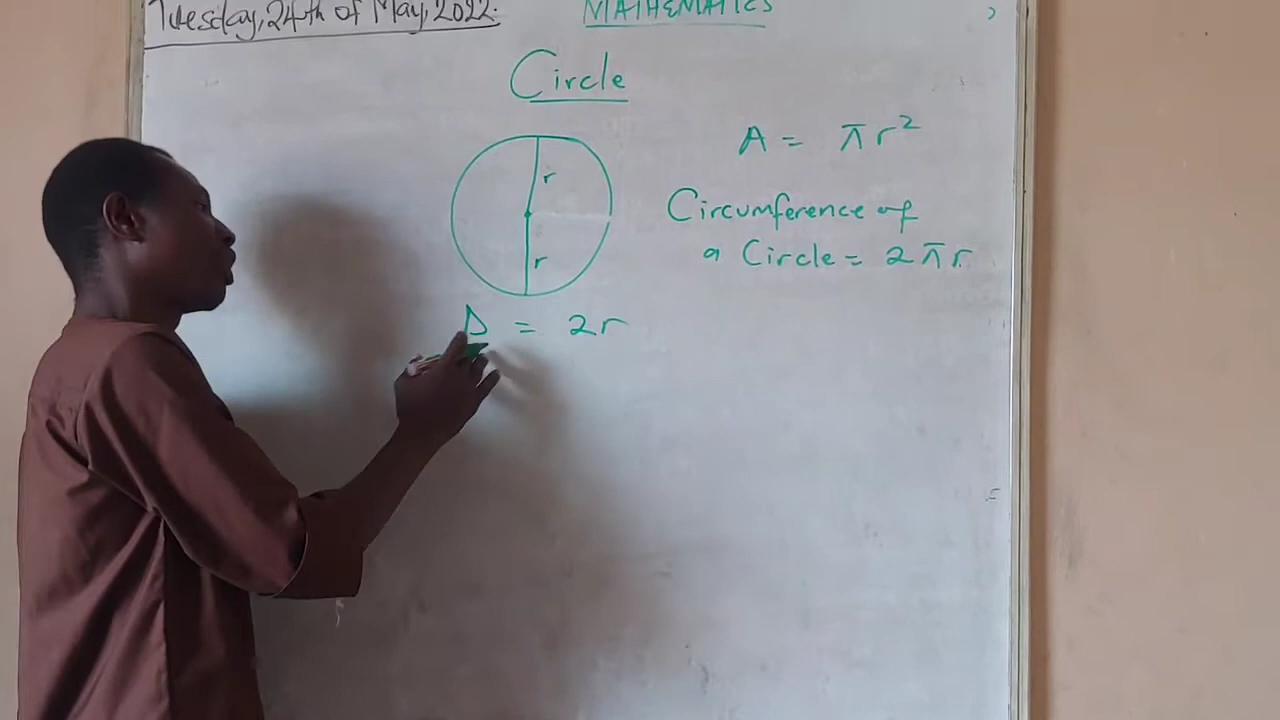 Tuesday, 24th of May, 2022.
MATHEMATICS
Circle
r
r
D = 2r
A = πr²
Circumference of
a Circle = 2πr